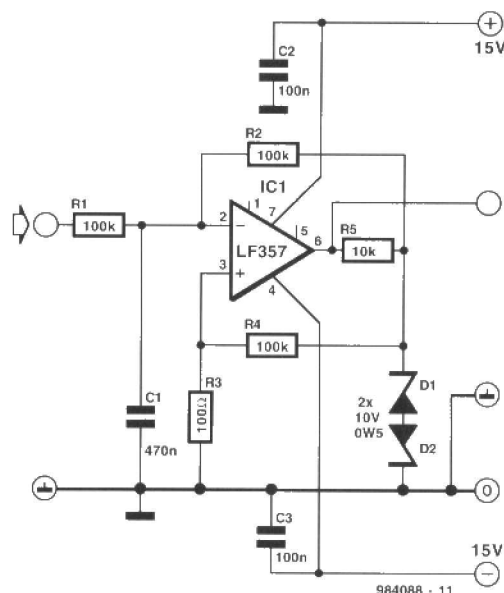 +
15V
C2
100n
R2
100k
IC1
R1
100k
1
2
7
−
5
LF357
6
R5
10k
3
+
4
R4
100k
R3
100Ω
C1
470n
D1
2x
10V
0W5
D2
0
C3
100n
15V
−
984088 - 11